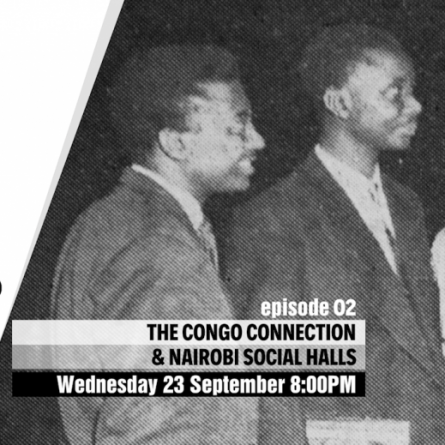 episode 02
THE CONGO CONNECTION
& NAIROBI SOCIAL HALLS
Wednesday 23 September 8:00PM